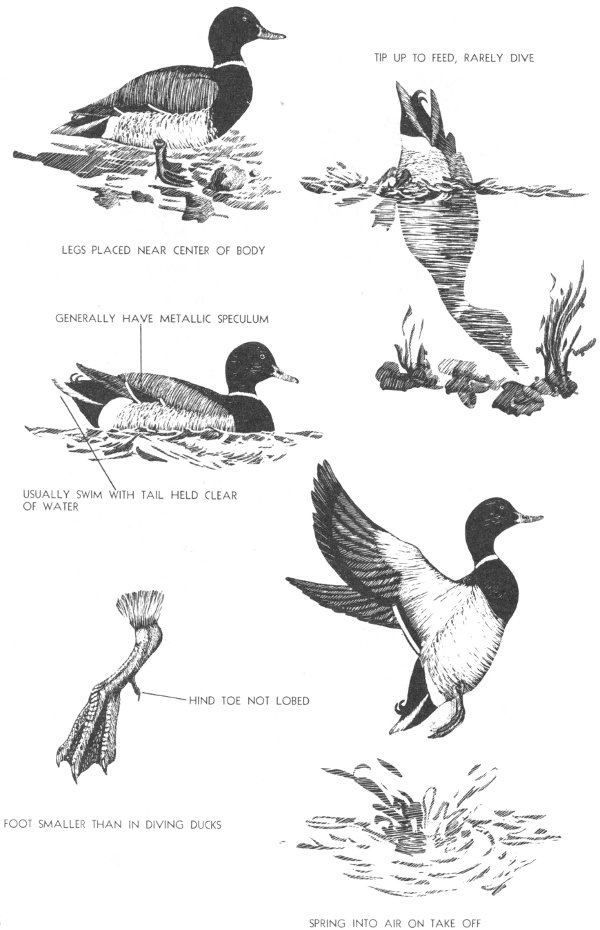 TIP UP TO FEED, RARELY DIVE
LEGS PLACED NEAR CENTER OF BODY
GENERALLY HAVE METALLIC SPECULUM
USUALLY SWIM WITH TAIL HELD CLEAR
OF WATER
HIND TOE NOT LOBED
FOOT SMALLER THAN IN DIVING DUCKS
SPRING INTO AIR ON TAKE OFF